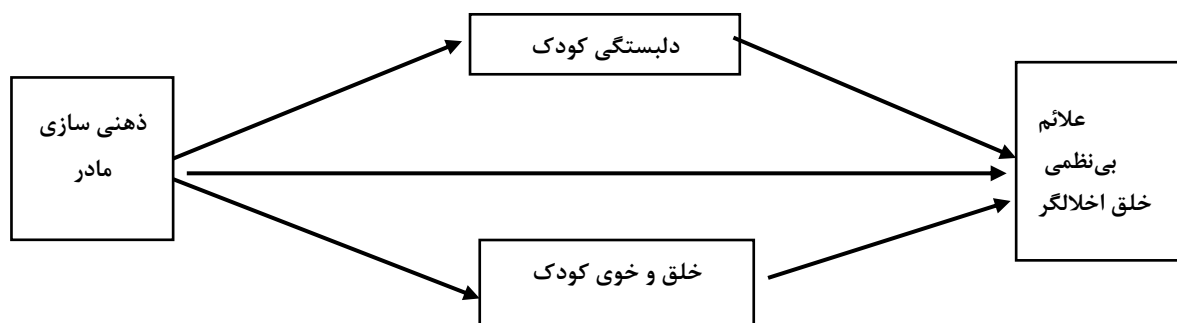 دلبستگی کودک
ذهنی سازی
مادر
علائم
بی‌نظمی
خلق اخلالگر
خلق و خوی کودک